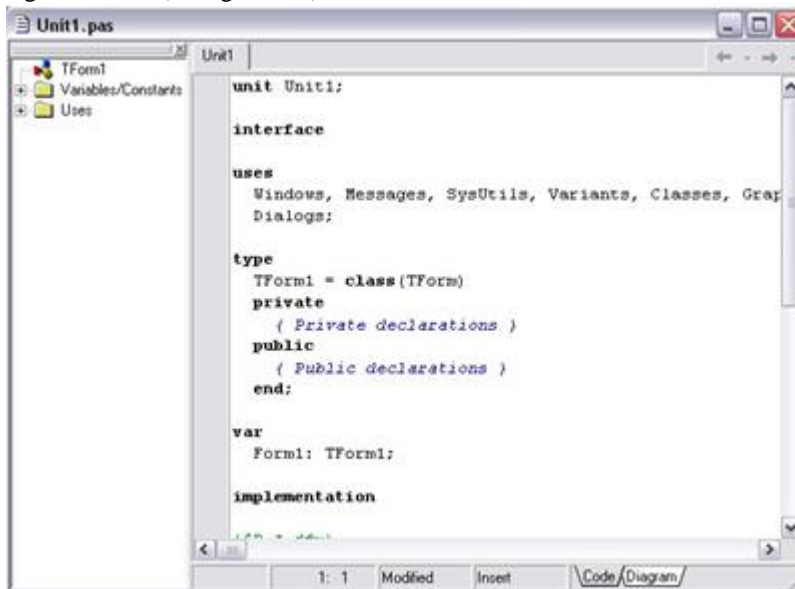 Unit1.pas
TForm1
Variables/Constants
Uses
Unit1
unit Unit1;
interface
uses
Windows, Messages, SysUtils, Variants, Classes, Grap
Dialogs;
type
TForm1 = class(TForm)
private
{ Private declarations }
public
{ Public declarations }
end;
var
Form1: TForm1;
implementation
1: 1 Modified Insert Code Diagram